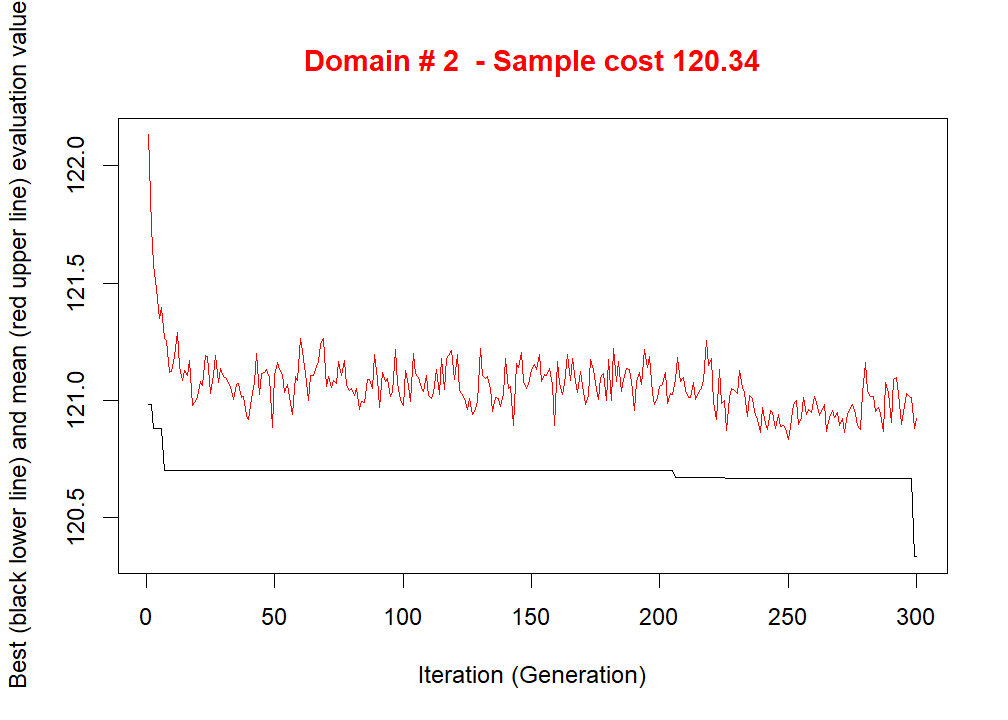 Domain # 2  - Sample cost 120.34
Best (black lower line) and mean (red upper line) evaluation value
122.0
121.5
121.0
120.5
0 50 100 150 200 250 300
Iteration (Generation)